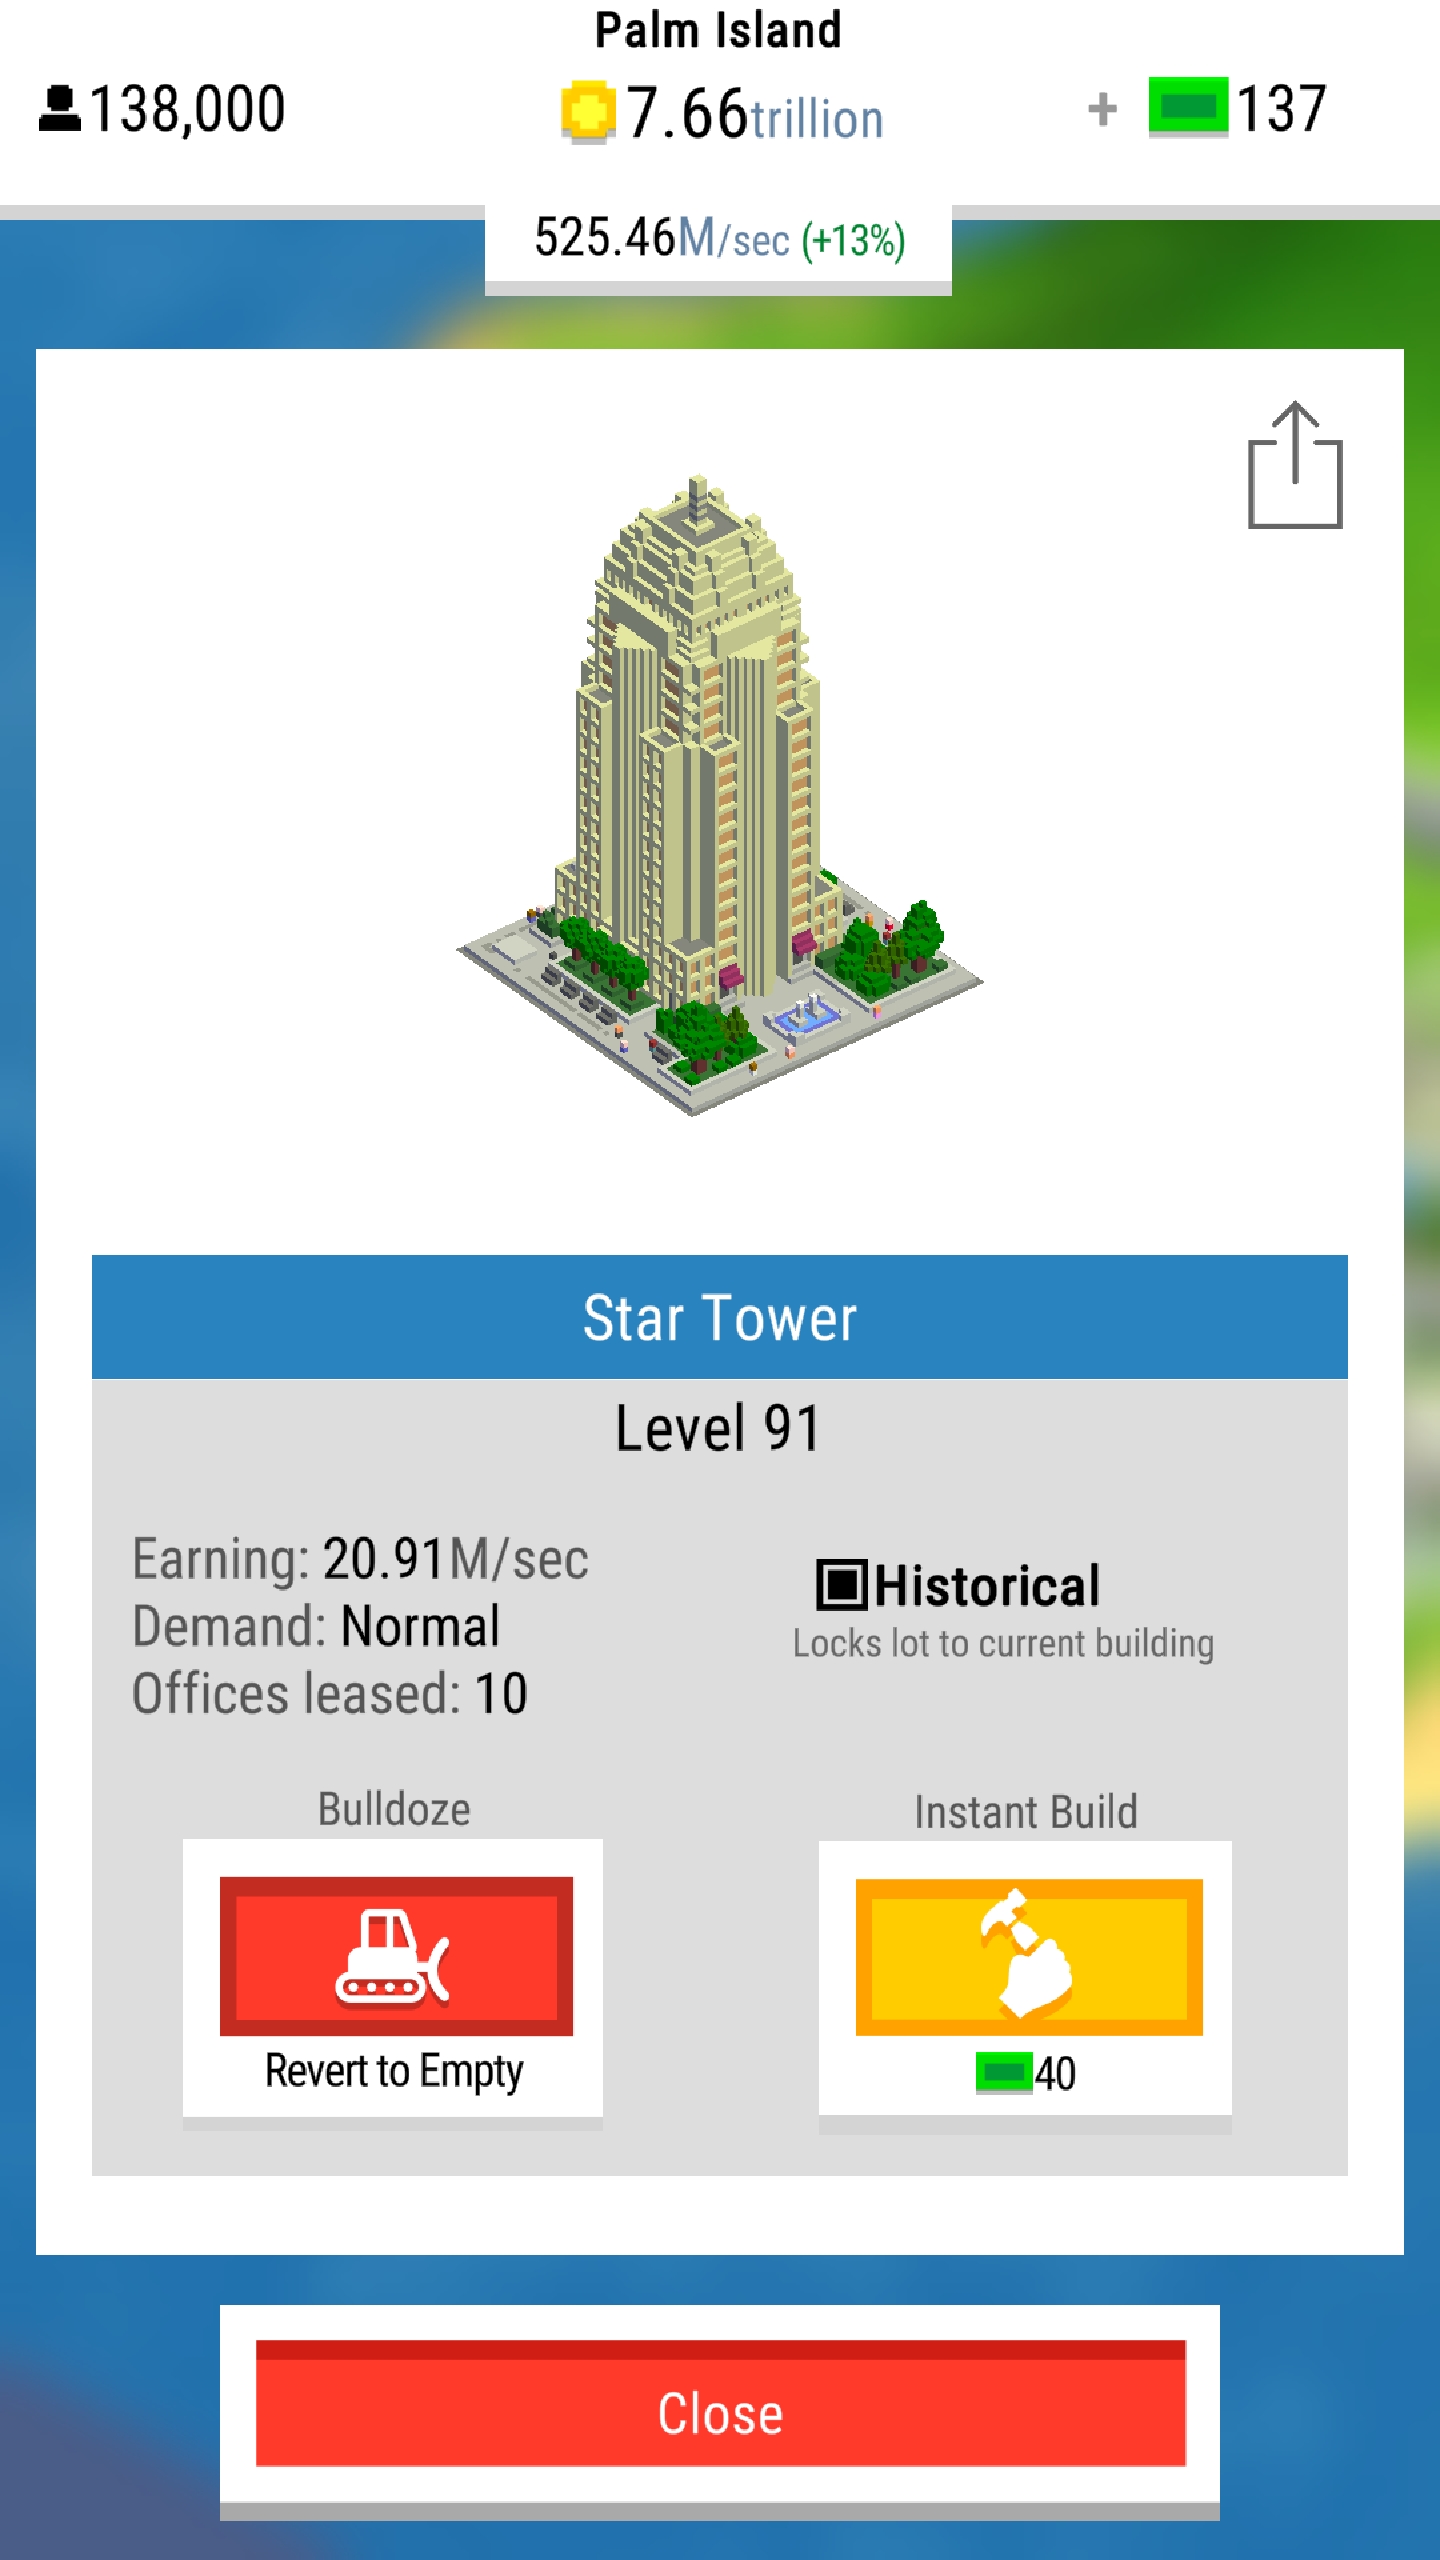 Palm Island
138,000
7.66trillion
+ 137
525.46M/sec (+13%)
Star Tower
Level 91
Earning: 20.91M/sec
Demand: Normal
Offices leased: 10
Historical
Locks lot to current building
Bulldoze
Revert to Empty
Instant Build
40
Close